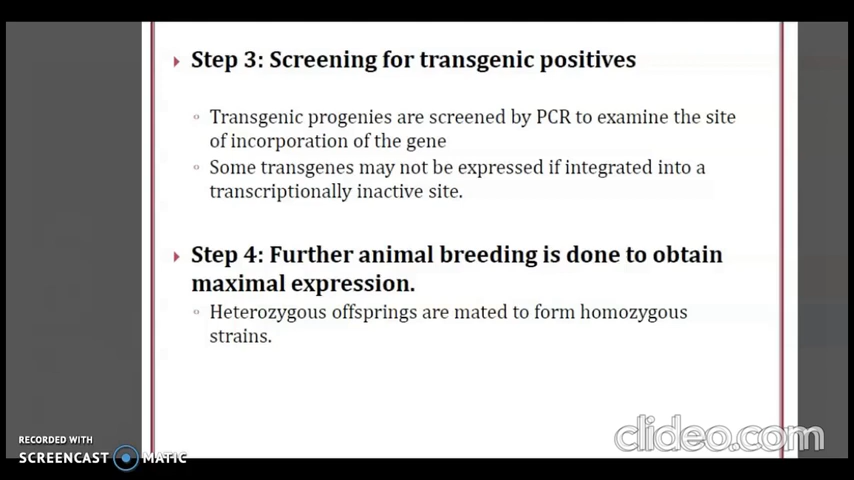 Step 3: Screening for transgenic positives
Transgenic progenies are screened by PCR to examine the site
of incorporation of the gene
Some transgenes may not be expressed if integrated into a
transcriptionally inactive site.
Step 4: Further animal breeding is done to obtain
maximal expression.
Heterozygous offsprings are mated to form homozygous
strains.
RECORDED WITH
SCREENCAST MATIC
clideo.com